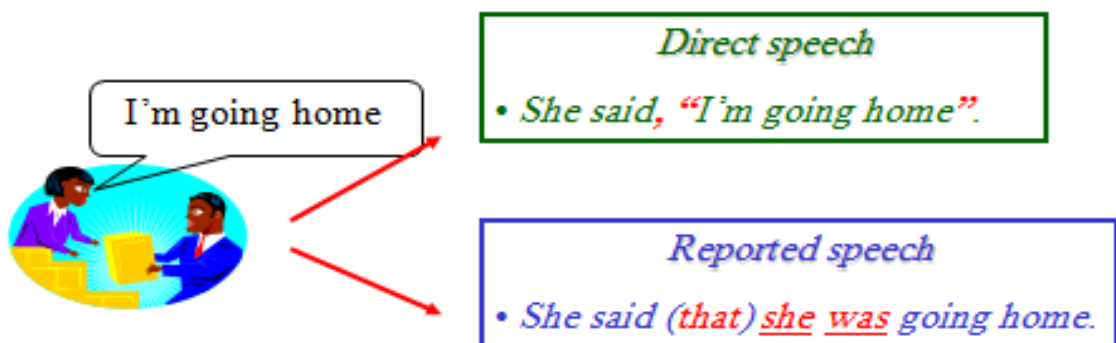 I’m going home
Direct speech
• She said, “I’m going home”.
Reported speech
• She said (that) she was going home.